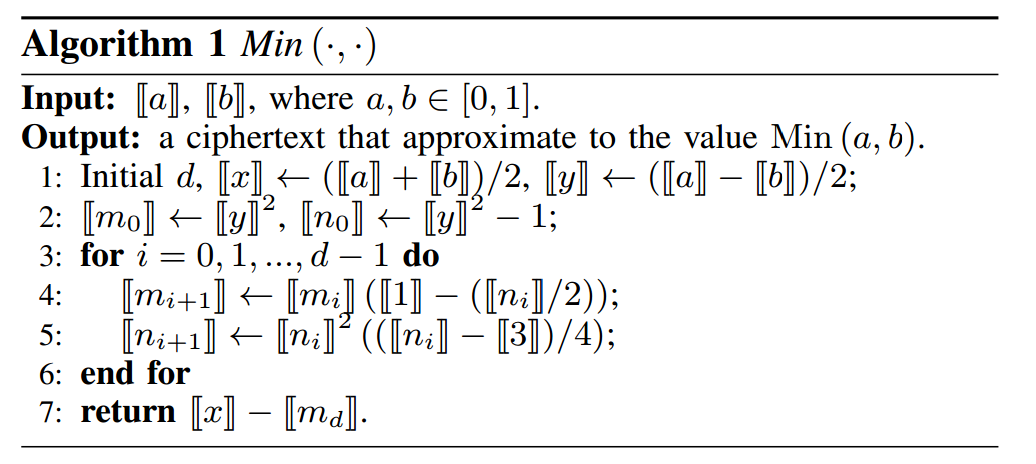 Algorithm 1 Min (·, ·)
Input: ⟦a⟧, ⟦b⟧, where a, b ∈ [0, 1].
Output: a ciphertext that approximate to the value Min (a, b).
1: Initial d, ⟦x⟧ ← (⟦a⟧ + ⟦b⟧)/2, ⟦y⟧ ← (⟦a⟧ − ⟦b⟧)/2;
2: ⟦m₀⟧ ← ⟦y⟧², ⟦n₀⟧ ← ⟦y⟧² − 1;
3: for i = 0, 1, ..., d − 1 do
4: ⟦mᵢ₊₁⟧ ← ⟦mᵢ⟧ (⟦1⟧ − (⟦nᵢ⟧/2));
5: ⟦nᵢ₊₁⟧ ← ⟦nᵢ⟧² ((⟦nᵢ⟧ − ⟦3⟧)/4);
6: end for
7: return ⟦x⟧ − ⟦m_d⟧.